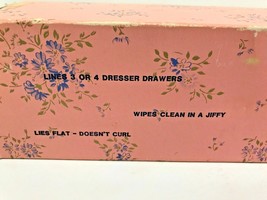 LINES 3 OR 4 DRESSER DRAWERS
WIPES CLEAN IN A JIFFY
LIES FLAT - DOESN'T CURL